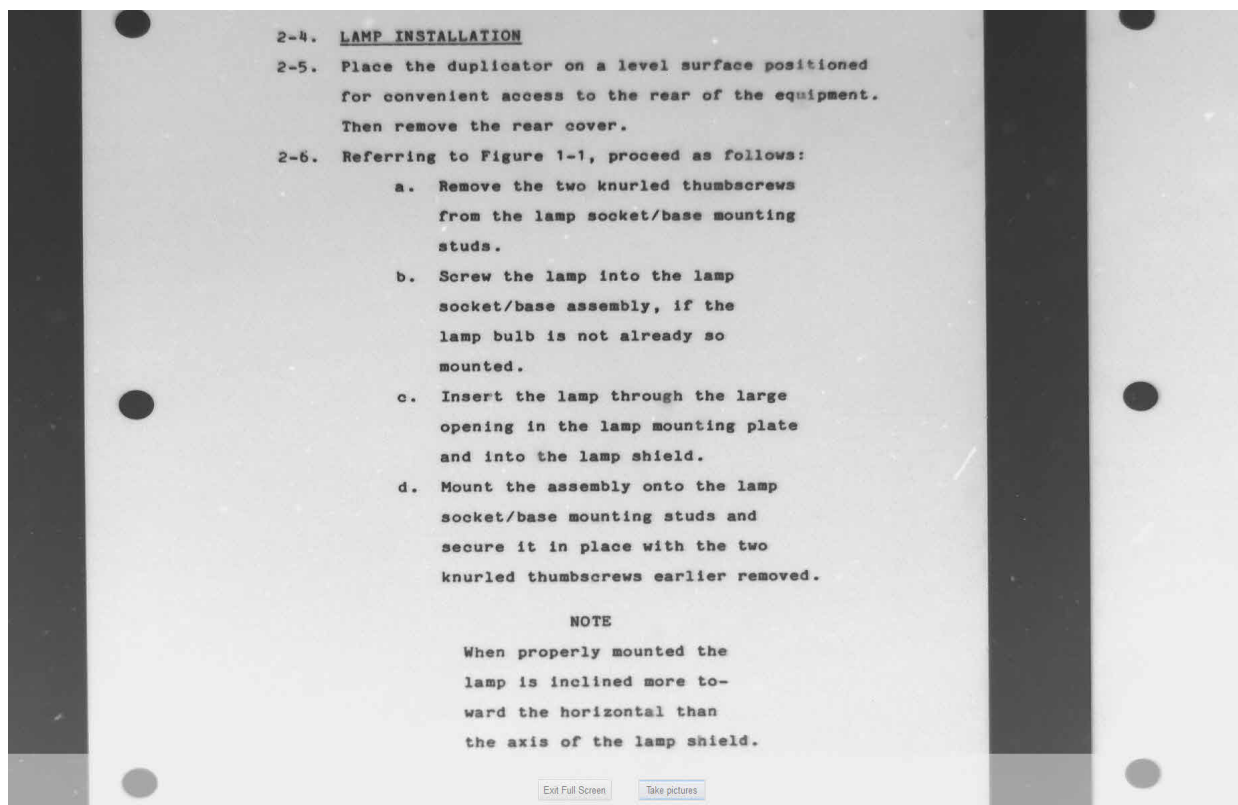 2-4. LAMP INSTALLATION
2-5. Place the duplicator on a level surface positioned
for convenient access to the rear of the equipment.
Then remove the rear cover.
2-6. Referring to Figure 1-1, proceed as follows:
a. Remove the two knurled thumbscrews
from the lamp socket/base mounting
studs.
b. Screw the lamp into the lamp
socket/base assembly, if the
lamp bulb is not already so
mounted.
c. Insert the lamp through the large
opening in the lamp mounting plate
and into the lamp shield.
d. Mount the assembly onto the lamp
socket/base mounting studs and
secure it in place with the two
knurled thumbscrews earlier removed.
NOTE
When properly mounted the
lamp is inclined more to-
ward the horizontal than
the axis of the lamp shield.
Exit Full Screen Take pictures